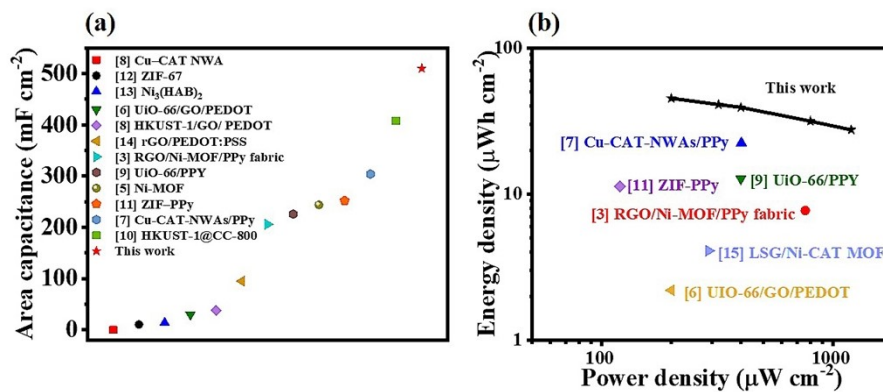 (a)
Area capacitance (mF cm⁻²)
500
400
300
200
100
0
[8] Cu–CAT NWA
[12] ZIF-67
[13] Ni₃(HAB)₂
[6] UiO-66/GO/PEDOT
[8] HKUST-1/GO/ PEDOT
[14] rGO/PEDOT:PSS
[3] RGO/Ni-MOF/PPy fabric
[9] UiO-66/PPY
[5] Ni-MOF
[11] ZIF–PPy
[7] Cu-CAT-NWAs/PPy
[10] HKUST-1@CC-800
This work
(b)
Energy density (μWh cm⁻²)
100
10
1
This work
[7] Cu-CAT-NWAs/PPy
[11] ZIF-PPy
[9] UiO-66/PPY
[3] RGO/Ni-MOF/PPy fabric
[15] LSG/Ni-CAT MOF
[6] UIO-66/GO/PEDOT
100
1000
Power density (μW cm⁻²)